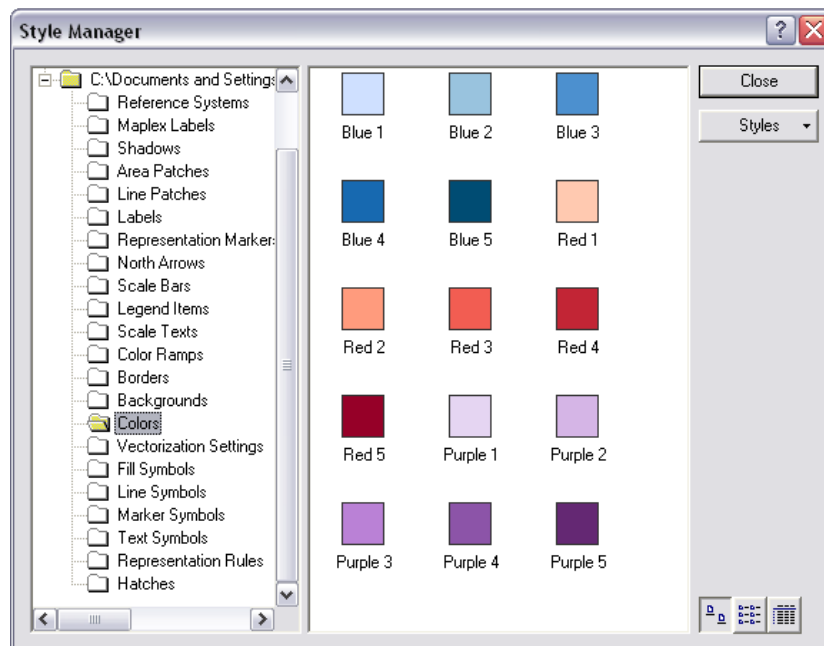 Style Manager
C:\Documents and Settings
Reference Systems
Maplex Labels
Shadows
Area Patches
Line Patches
Labels
Representation Marker
North Arrows
Scale Bars
Legend Items
Scale Texts
Color Ramps
Borders
Backgrounds
Colors
Vectorization Settings
Fill Symbols
Line Symbols
Marker Symbols
Text Symbols
Representation Rules
Hatches
Blue 1 Blue 2 Blue 3
Blue 4 Blue 5 Red 1
Red 2 Red 3 Red 4
Red 5 Purple 1 Purple 2
Purple 3 Purple 4 Purple 5
Close
Styles